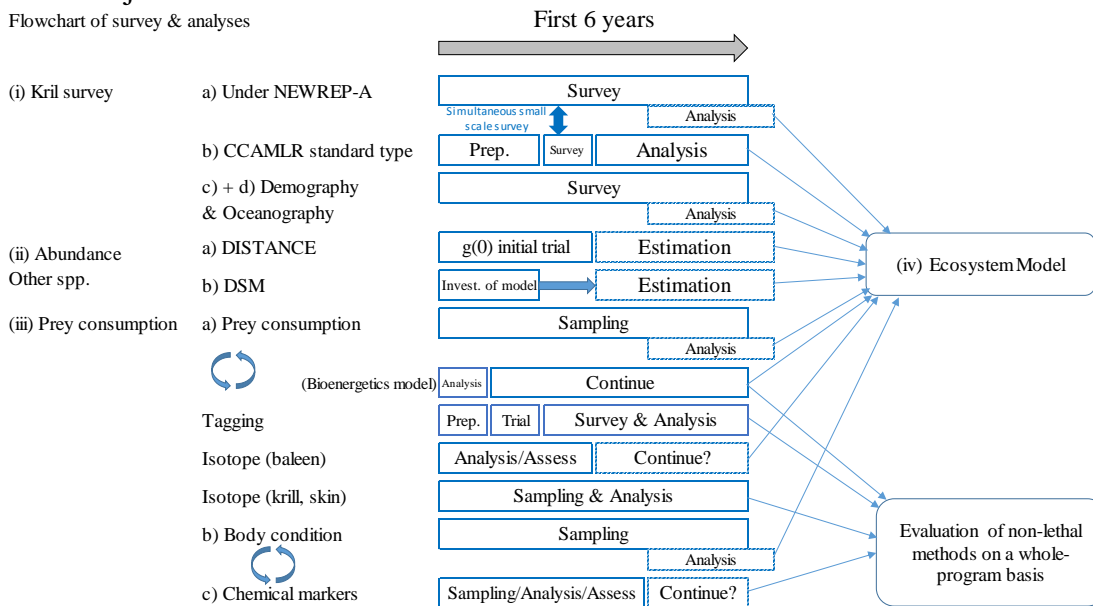 Flowchart of survey & analyses
First 6 years
(i) Kril survey
a) Under NEWREP-A
Survey
Simultaneous small
scale survey
Analysis
b) CCAMLR standard type
Prep.
Survey
Analysis
c) + d) Demography
& Oceanography
Survey
Analysis
(ii) Abundance
Other spp.
a) DISTANCE
g(0) initial trial
Estimation
(iv) Ecosystem Model
b) DSM
Invest. of model
Estimation
(iii) Prey consumption
a) Prey consumption
Sampling
Analysis
(Bioenergetics model)
Analysis
Continue
Tagging
Prep.
Trial
Survey & Analysis
Isotope (baleen)
Analysis/Assess
Continue?
Isotope (krill, skin)
Sampling & Analysis
b) Body condition
Sampling
Analysis
Evaluation of non-lethal
methods on a whole-
program basis
c) Chemical markers
Sampling/Analysis/Assess
Continue?